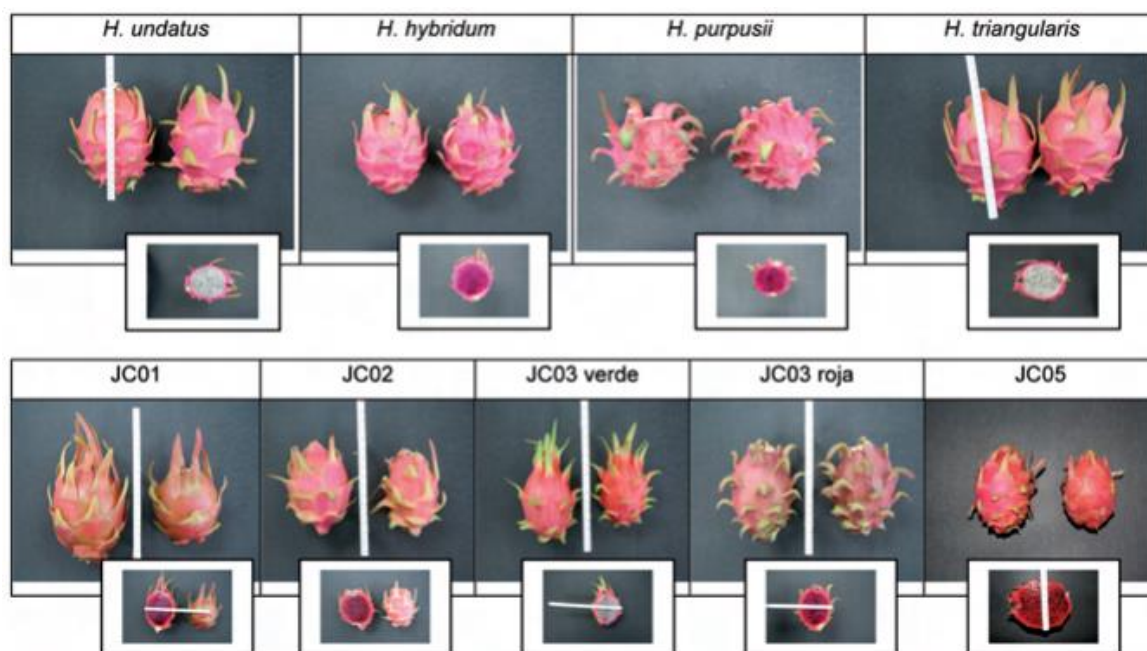 H. undatus
H. hybridum
H. purpusii
H. triangularis
JC01
JC02
JC03 verde
JC03 roja
JC05